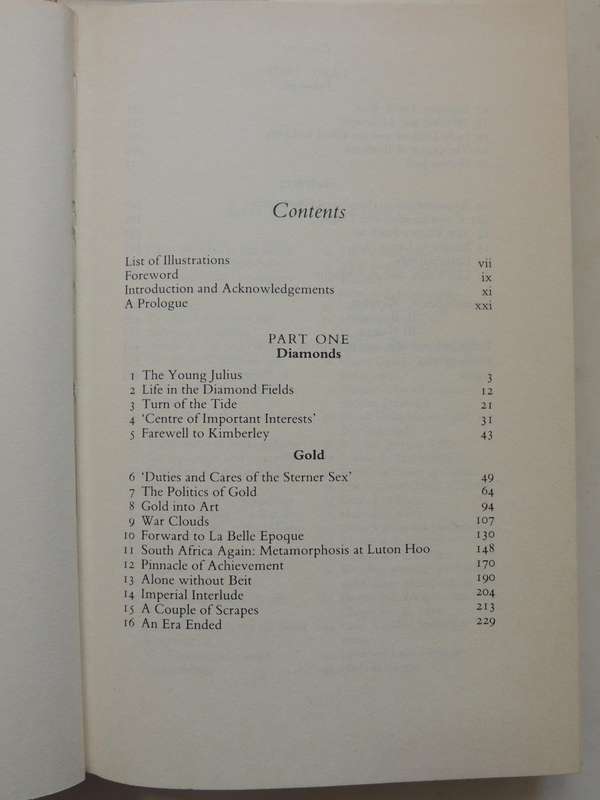 Contents
List of Illustrations vii
Foreword ix
Introduction and Acknowledgements xi
A Prologue xxi
PART ONE
Diamonds
1 The Young Julius 3
2 Life in the Diamond Fields 12
3 Turn of the Tide 21
4 ‘Centre of Important Interests’ 31
5 Farewell to Kimberley 43
Gold
6 ‘Duties and Cares of the Sterner Sex’ 49
7 The Politics of Gold 64
8 Gold into Art 94
9 War Clouds 107
10 Forward to La Belle Epoque 130
11 South Africa Again: Metamorphosis at Luton Hoo 148
12 Pinnacle of Achievement 170
13 Alone without Beit 190
14 Imperial Interlude 204
15 A Couple of Scrapes 213
16 An Era Ended 229